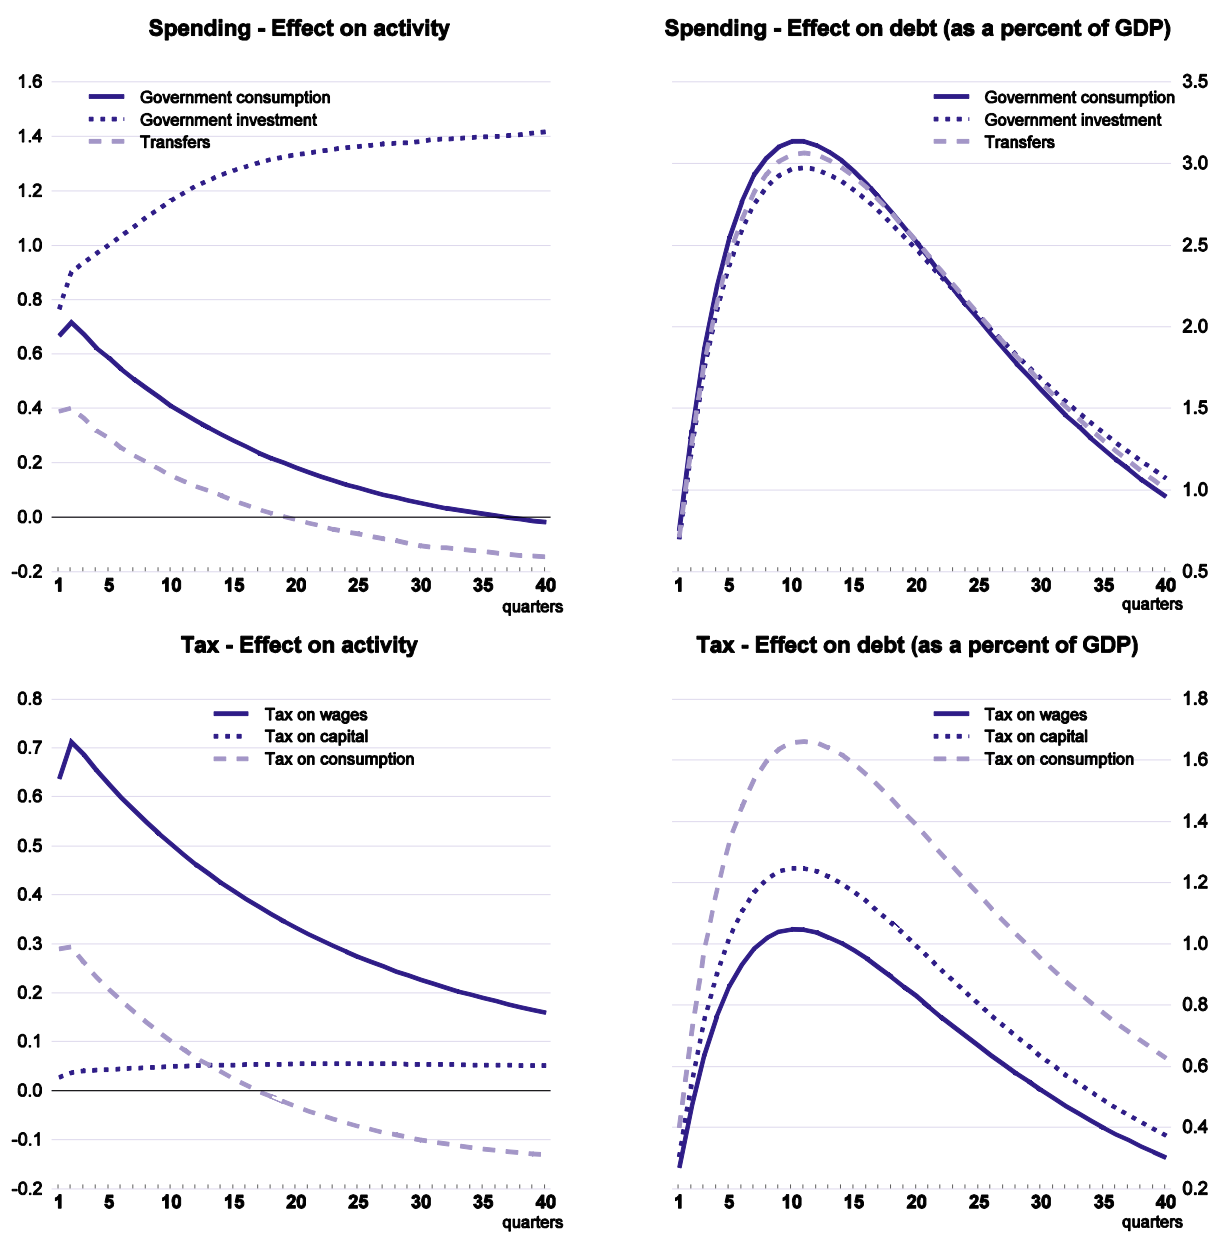 Spending - Effect on activity
1.6
Government consumption
Government investment
1.4
Transfers
1.2
1.0
0.8
0.6
0.4
0.2
0.0
-0.2
1 5 10 15 20 25 30 35 40
quarters
Spending - Effect on debt (as a percent of GDP)
3.5
Government consumption
Government investment
Transfers
3.0
2.5
2.0
1.5
1.0
0.5
1 5 10 15 20 25 30 35 40
quarters
Tax - Effect on activity
0.8
Tax on wages
Tax on capital
0.7
Tax on consumption
0.6
0.5
0.4
0.3
0.2
0.1
0.0
-0.1
-0.2
1 5 10 15 20 25 30 35 40
quarters
Tax - Effect on debt (as a percent of GDP)
1.8
Tax on wages
Tax on capital
Tax on consumption
1.6
1.4
1.2
1.0
0.8
0.6
0.4
0.2
1 5 10 15 20 25 30 35 40
quarters